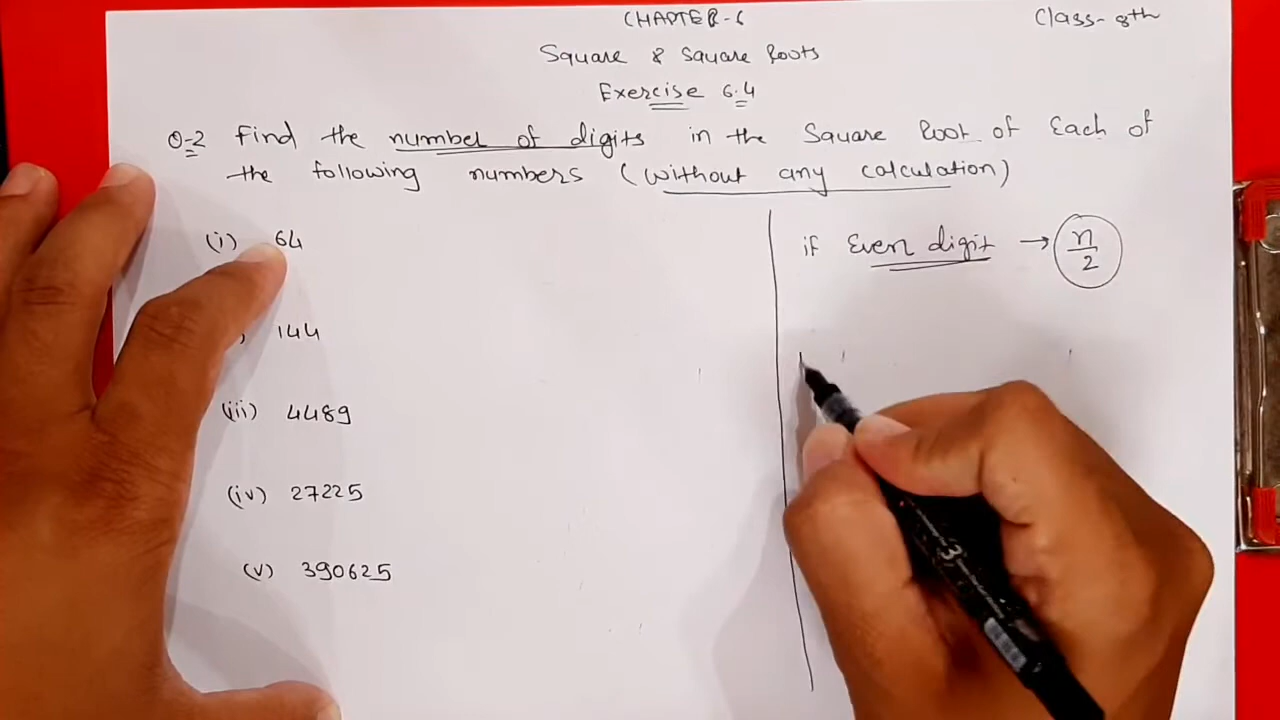 CHAPTER-6
Class-8th
Square & Square Roots
Exercise 6.4
Q-2 Find the number of digits in the Square Root of Each of
the following numbers (without any calculation)
(i) 64
144
(iii) 4489
(iv) 27225
(v) 390625
if Even digit → n/2